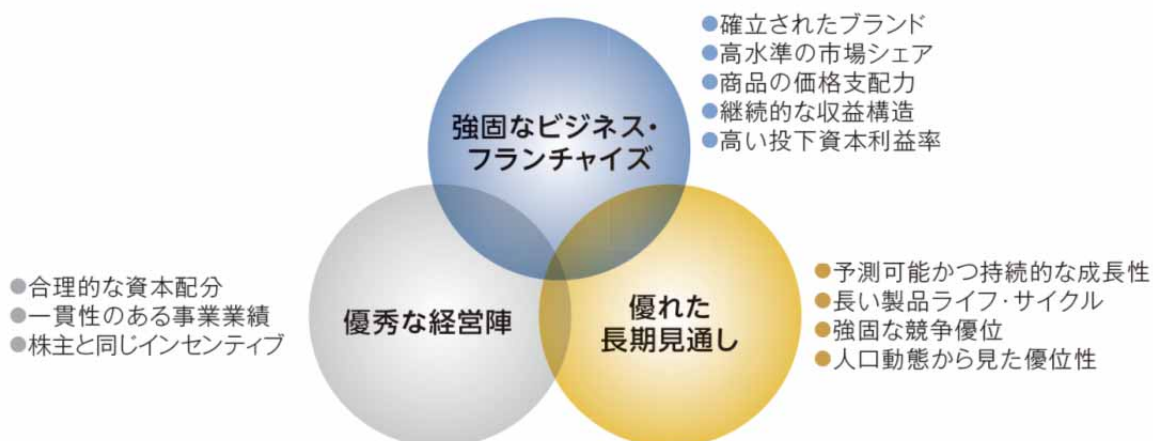 ●確立されたブランド
●高水準の市場シェア
●商品の価格支配力
●継続的な収益構造
●高い投下資本利益率
強固なビジネス・
フランチャイズ
●合理的な資本配分
●一貫性のある事業業績
●株主と同じインセンティブ
優秀な経営陣
優れた
長期見通し
●予測可能かつ持続的な成長性
●長い製品ライフ・サイクル
●強固な競争優位
●人口動態から見た優位性